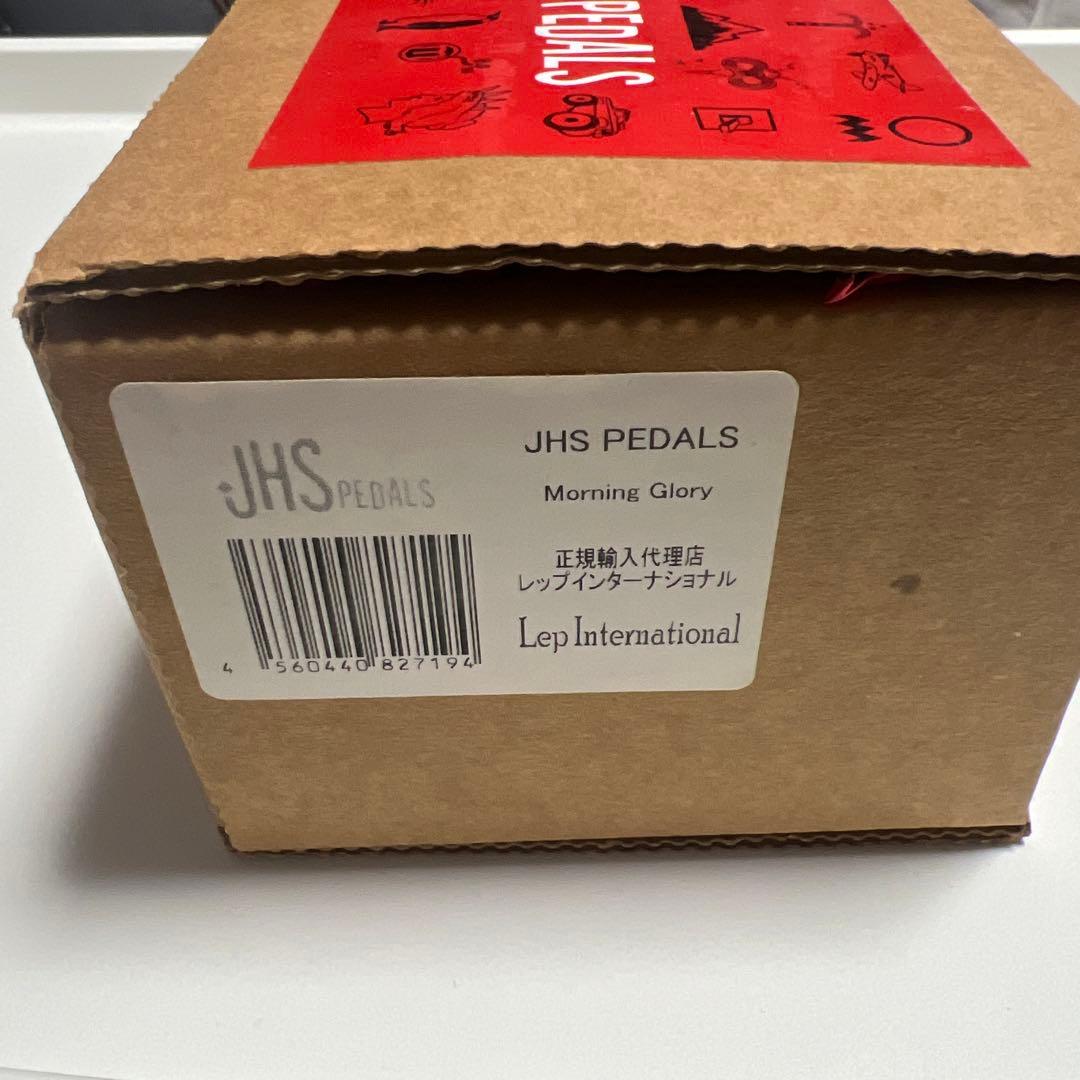 PEDALS
JHS PEDALS
JHS PEDALS
Morning Glory
正規輸入代理店
レップインターナショナル
Lep International
4 560440 827194